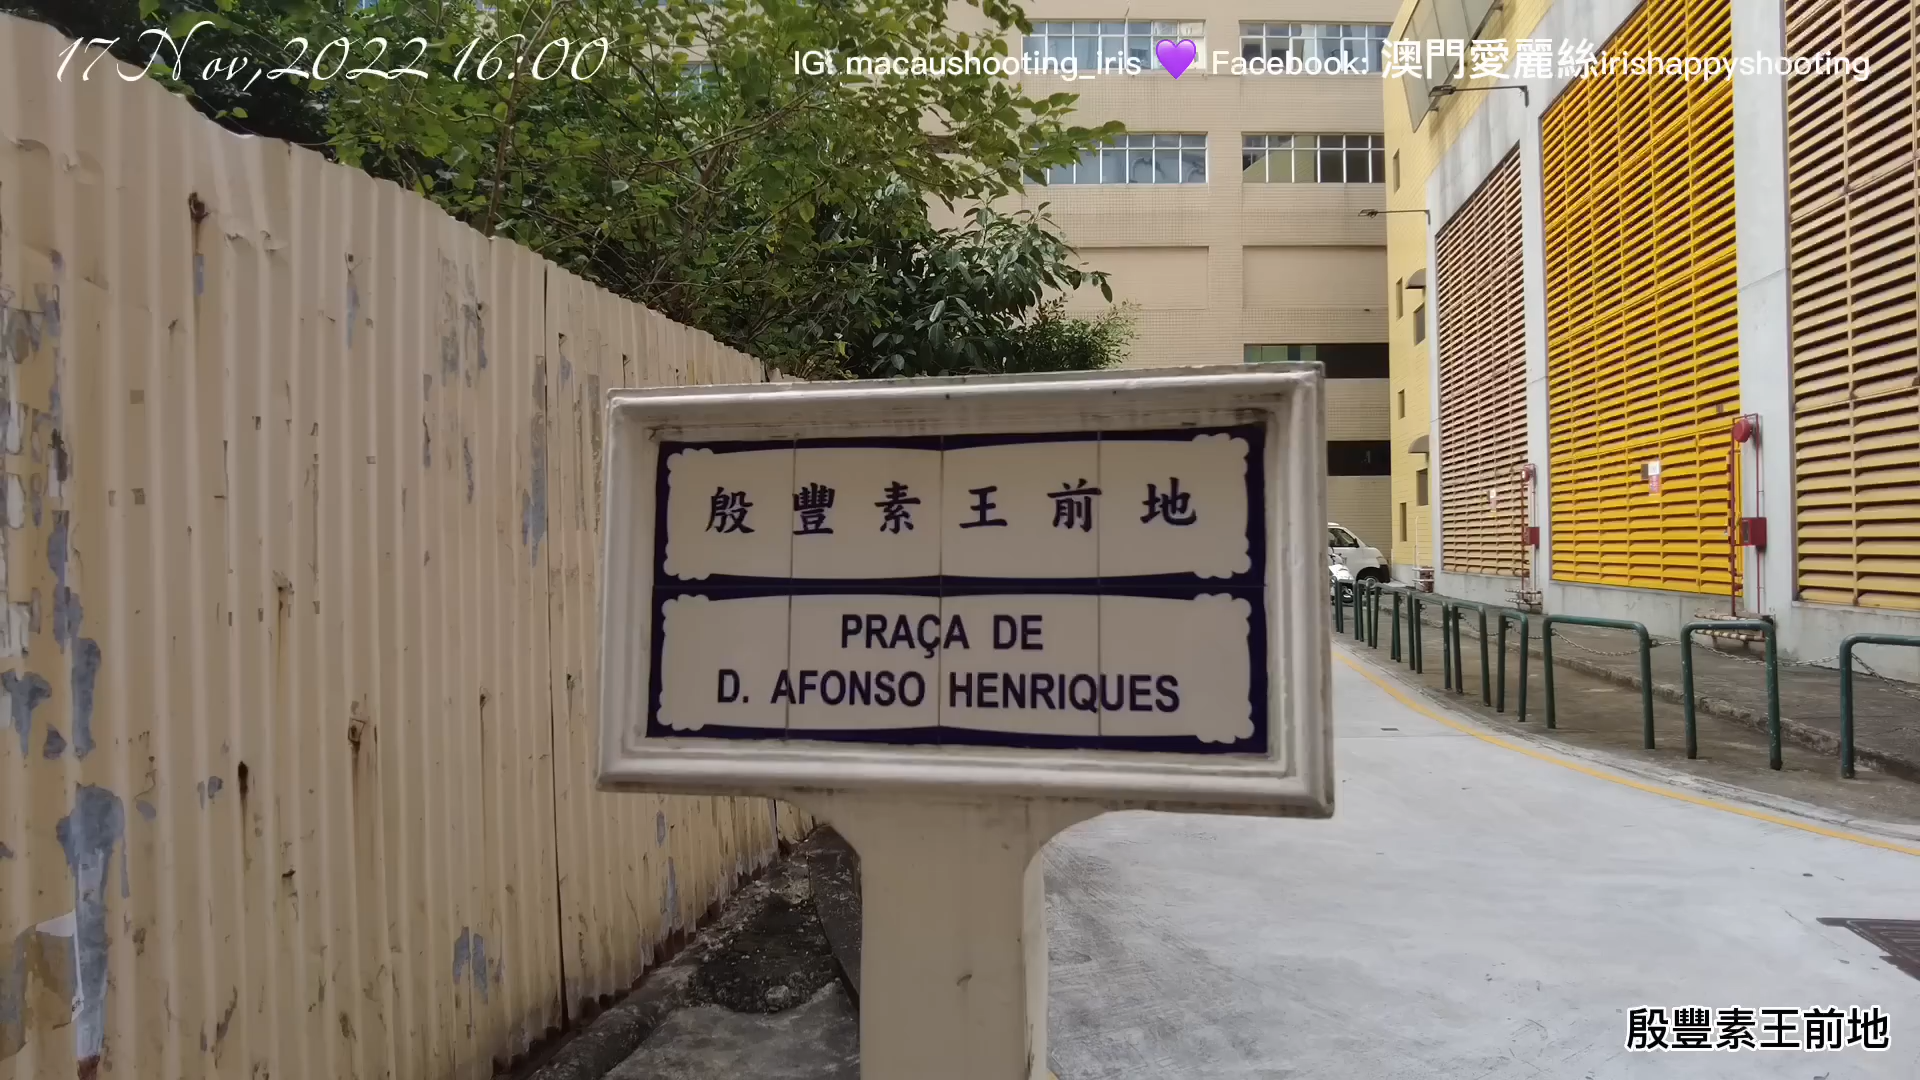 17 Nov, 2022 16:00
IG: macaushooting_iris 💜 Facebook: 澳門愛麗絲irishappyshooting
殷豐素王前地
PRAÇA DE
D. AFONSO HENRIQUES
殷豐素王前地